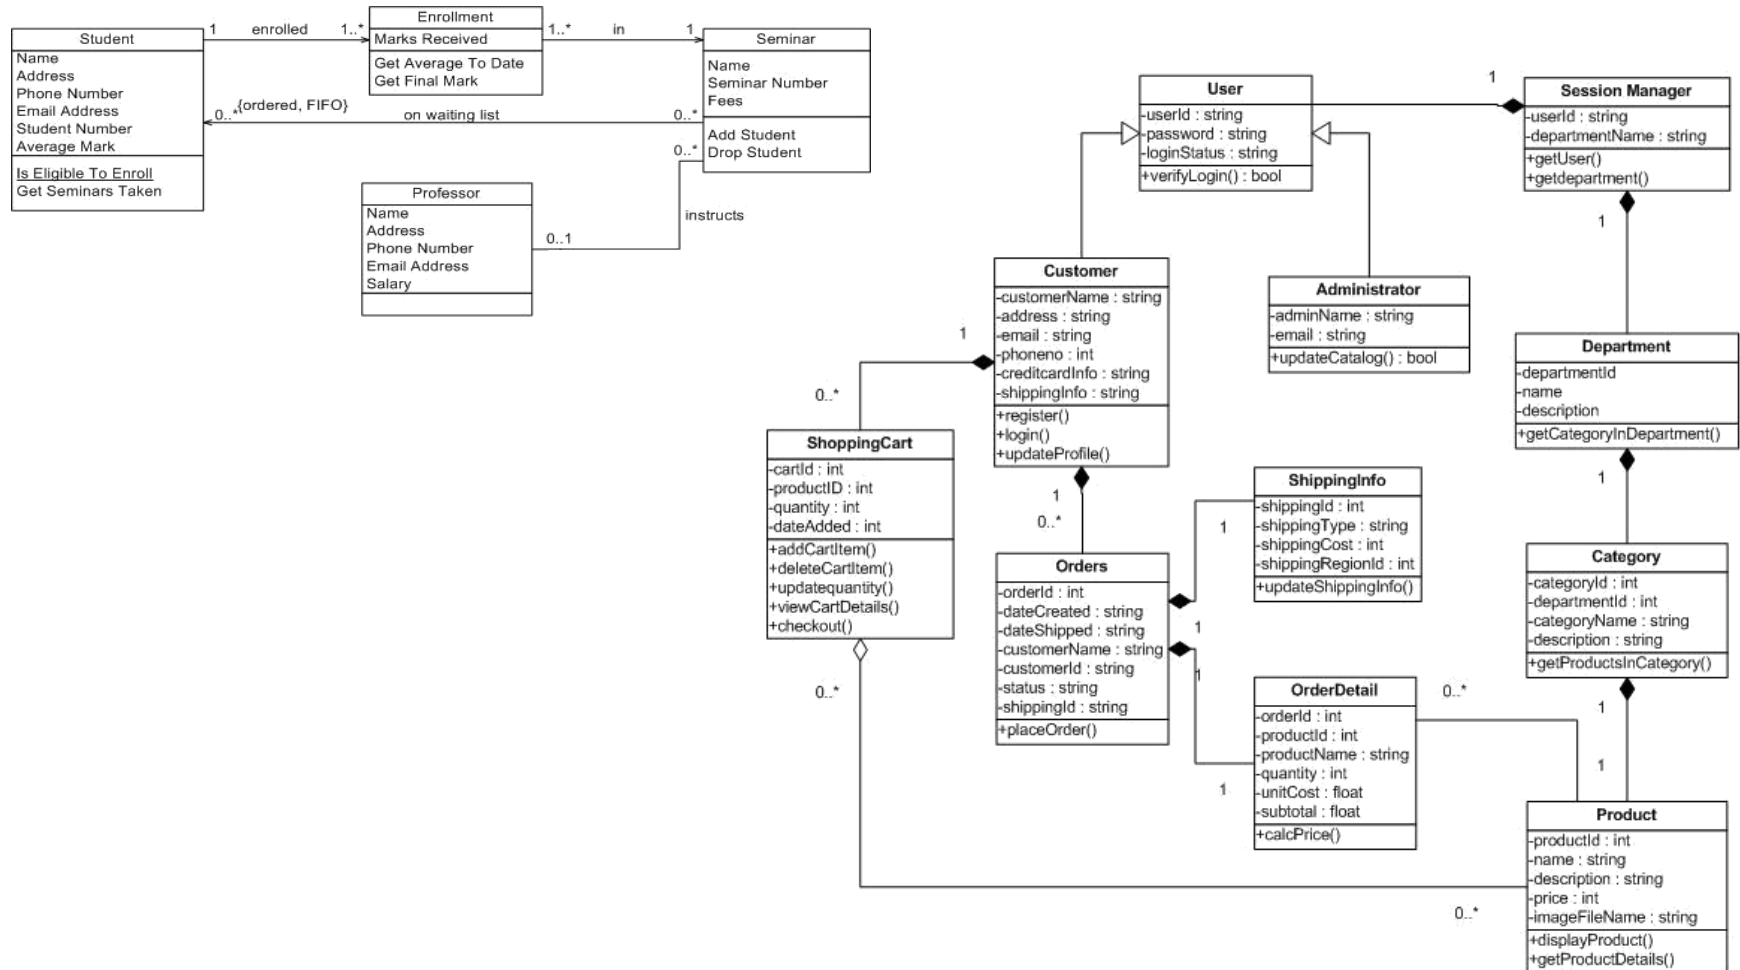 Student
Name
Address
Phone Number
Email Address
Student Number
Average Mark
Is Eligible To Enroll
Get Seminars Taken
1 enrolled 1..*
Enrollment
Marks Received
Get Average To Date
Get Final Mark
1..* in 1
Seminar
Name
Seminar Number
Fees
Add Student
Drop Student
{ordered, FIFO}
0..* on waiting list 0..*
0..*
instructs
0..1
Professor
Name
Address
Phone Number
Email Address
Salary
User
-userId : string
-password : string
-loginStatus : string
+verifyLogin() : bool
1
Session Manager
-userId : string
-departmentName : string
+getUser()
+getdepartment()
1
Customer
-customerName : string
-address : string
-email : string
-phoneno : int
-creditcardInfo : string
-shippingInfo : string
+register()
+login()
+updateProfile()
Administrator
-adminName : string
-email : string
+updateCatalog() : bool
Department
-departmentId
-name
-description
+getCategoryInDepartment()
1
1
0..*
ShoppingCart
-cartId : int
-productID : int
-quantity : int
-dateAdded : int
+addCartItem()
+deleteCartItem()
+updatequantity()
+viewCartDetails()
+checkout()
0..*
1
0..*
Orders
-orderId : int
-dateCreated : string
-dateShipped : string
-customerName : string
-customerId : string
-status : string
-shippingId : string
+placeOrder()
1
1
ShippingInfo
-shippingId : int
-shippingType : string
-shippingCost : int
-shippingRegionId : int
+updateShippingInfo()
1
1
OrderDetail
-orderId : int
-productId : int
-productName : string
-quantity : int
-unitCost : float
-subtotal : float
+calcPrice()
0..*
Category
-categoryId : int
-departmentId : int
-categoryName : string
-description : string
+getProductsInCategory()
1
1
Product
-productId : int
-name : string
-description : string
-price : int
-imageFileName : string
+displayProduct()
+getProductDetails()
0..*